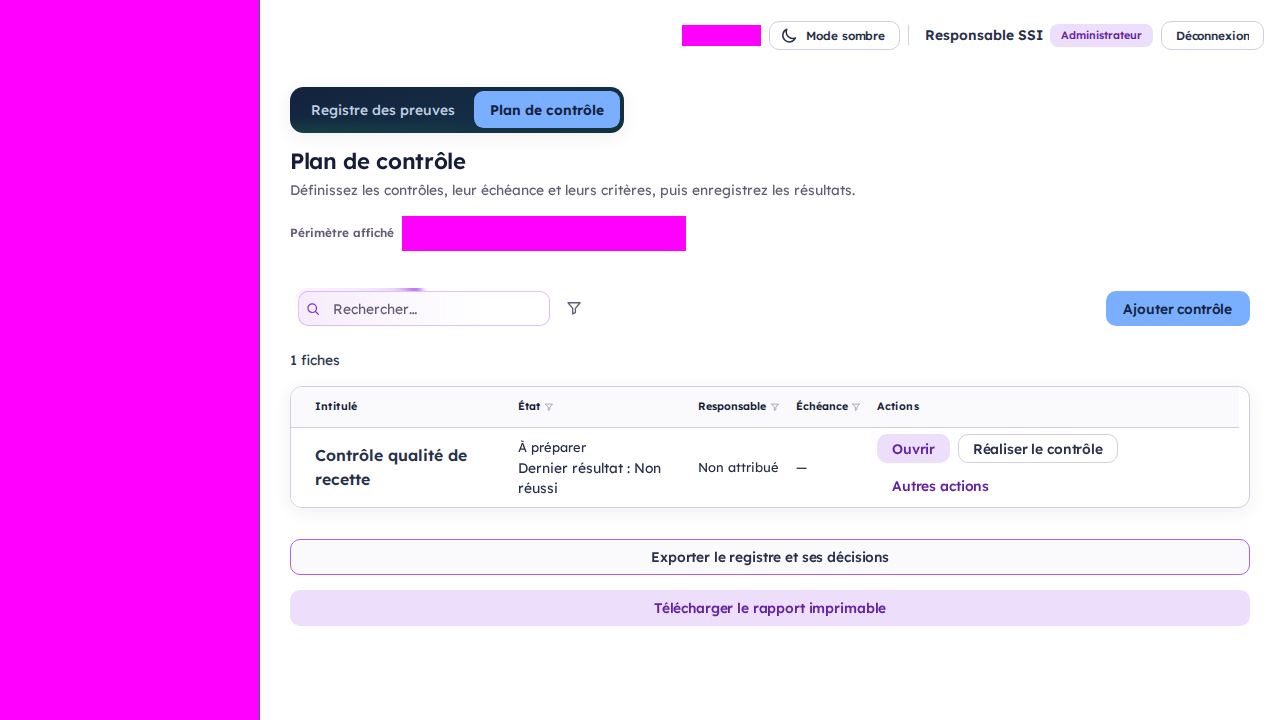 Mode sombre
Responsable SSI
Administrateur
Déconnexion
Registre des preuves
Plan de contrôle
Plan de contrôle
Définissez les contrôles, leur échéance et leurs critères, puis enregistrez les résultats.
Périmètre affiché
Rechercher...
Ajouter contrôle
1 fiches
Intitulé
État
Responsable
Échéance
Actions
Contrôle qualité de
recette
À préparer
Dernier résultat : Non
réussi
Non attribué
—
Ouvrir
Réaliser le contrôle
Autres actions
Exporter le registre et ses décisions
Télécharger le rapport imprimable